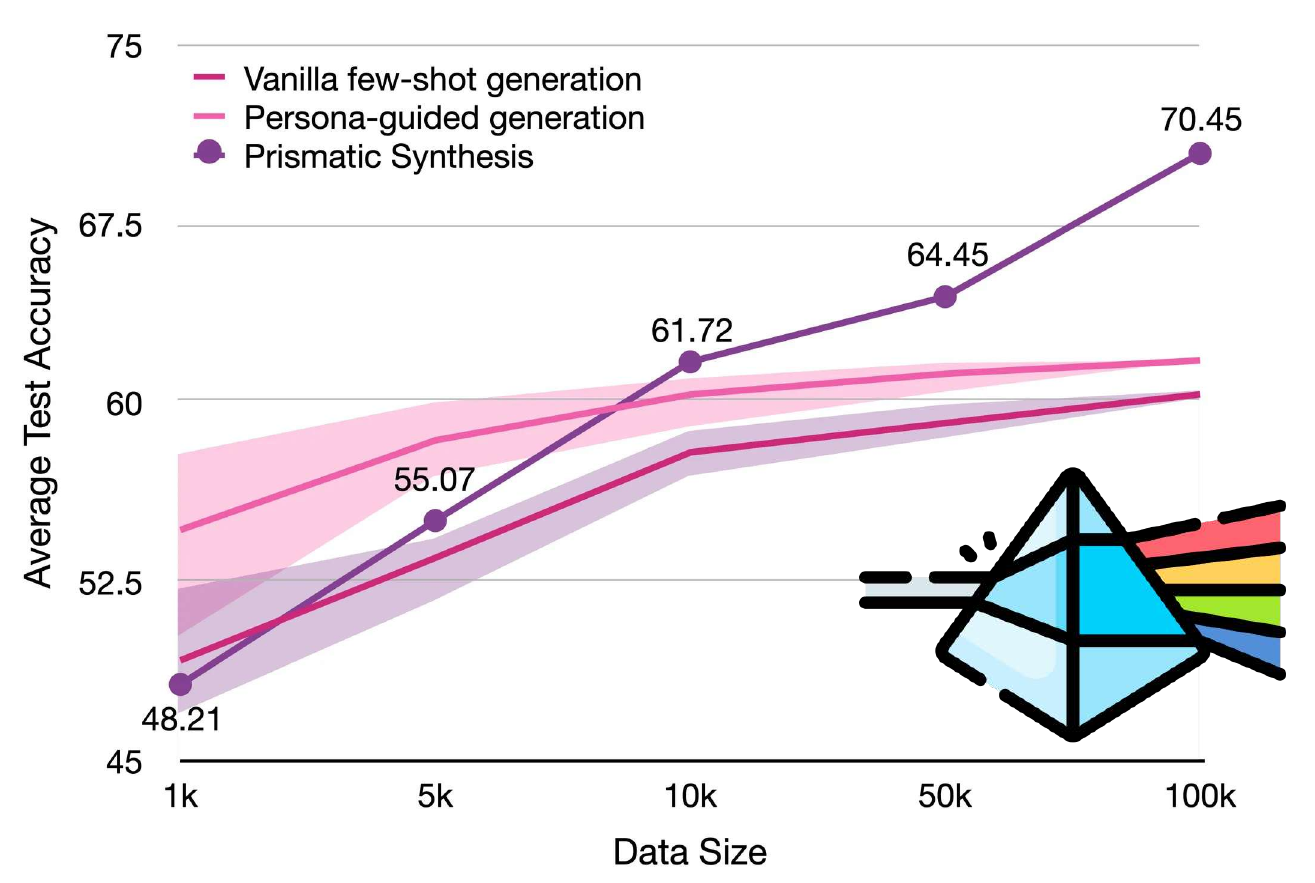 75
Vanilla few-shot generation
Persona-guided generation
Prismatic Synthesis
70.45
67.5
64.45
61.72
60
55.07
52.5
48.21
45
1k 5k 10k 50k 100k
Data Size
Average Test Accuracy